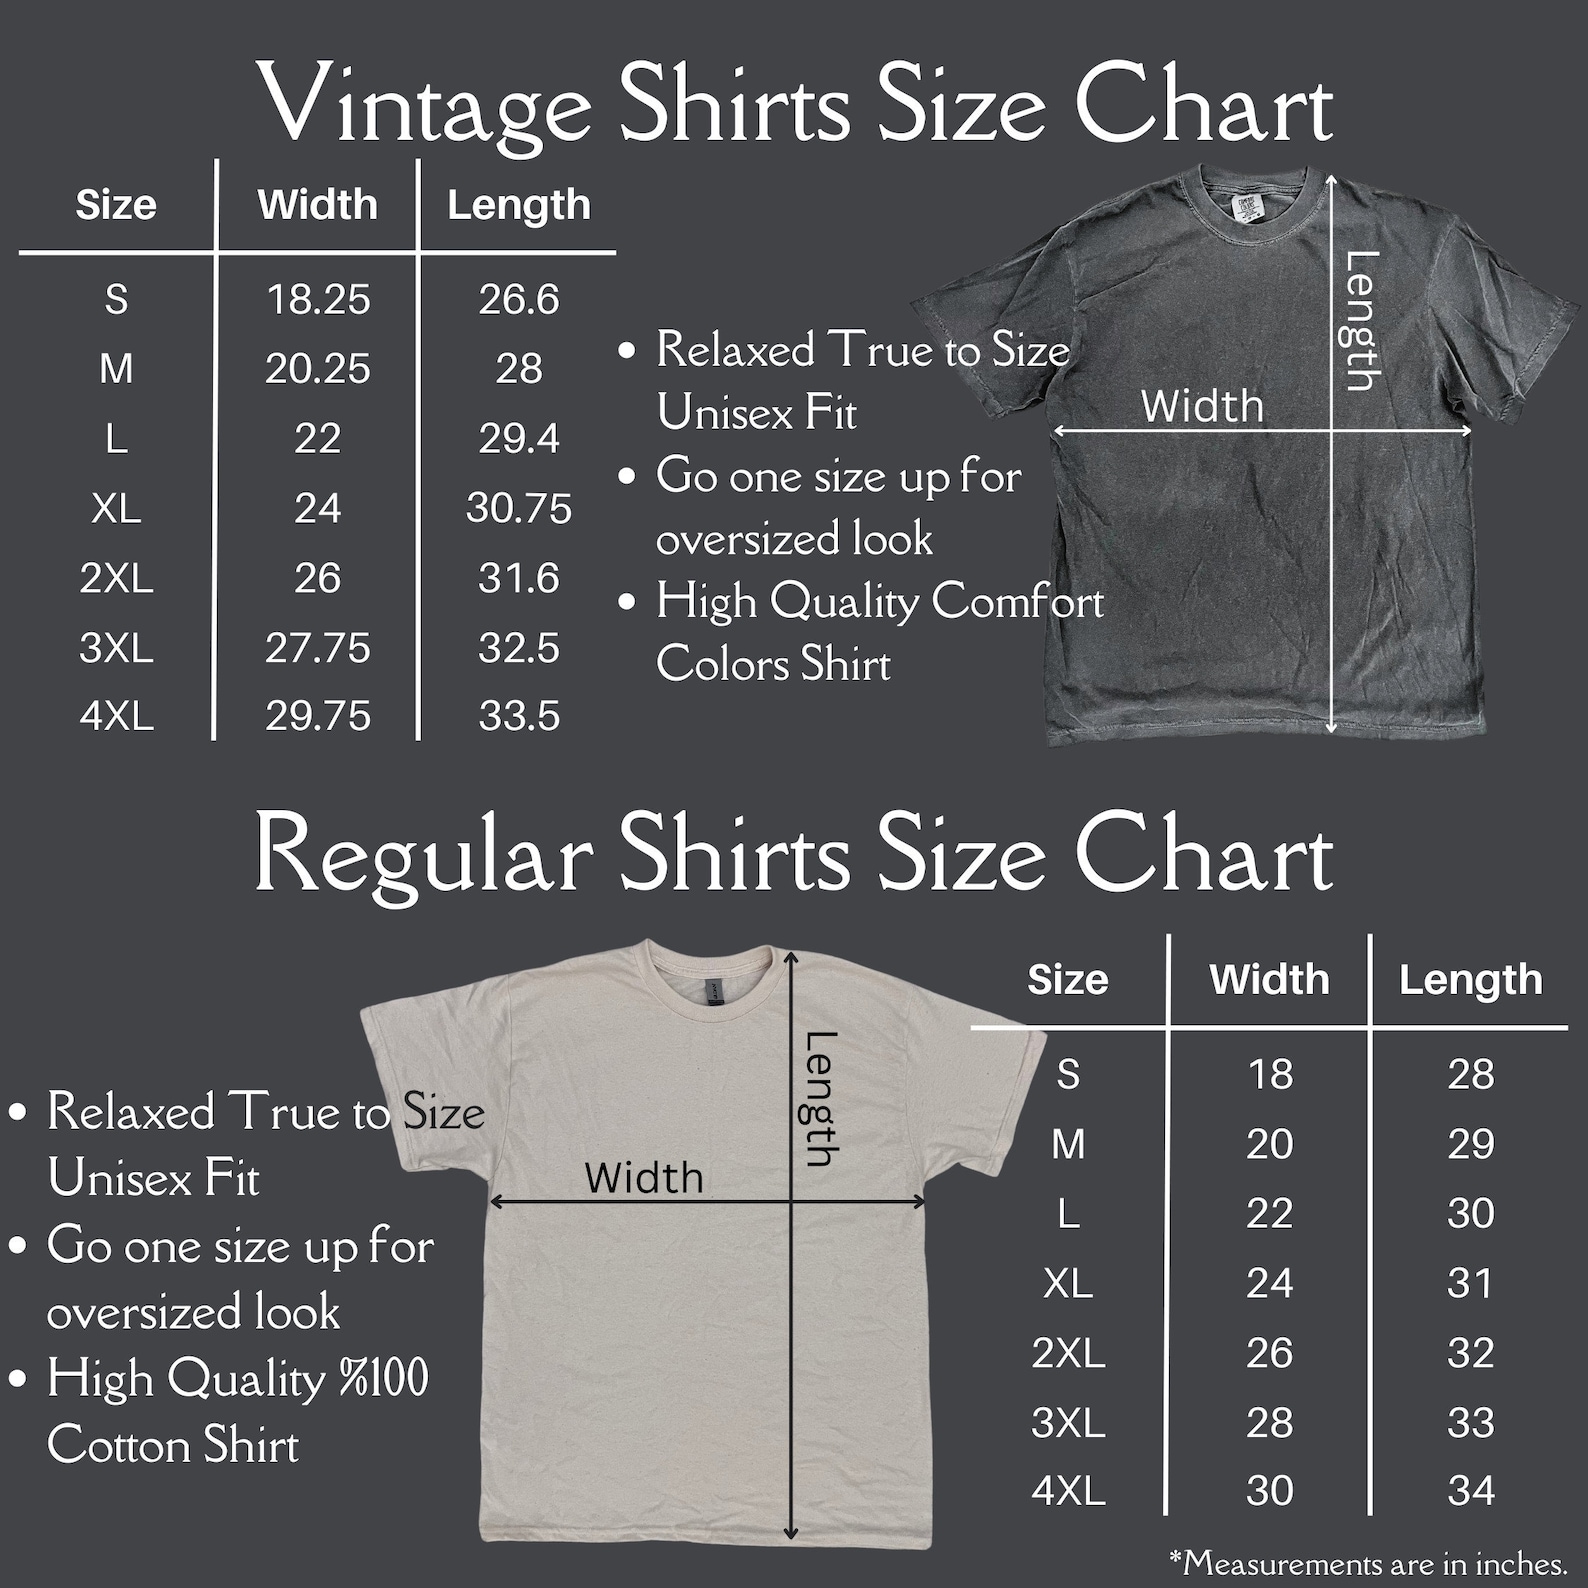 Vintage Shirts Size Chart
Size Width Length
S 18.25 26.6
M 20.25 28
L 22 29.4
XL 24 30.75
2XL 26 31.6
3XL 27.75 32.5
4XL 29.75 33.5
• Relaxed True to Size
Unisex Fit
• Go one size up for
oversized look
• High Quality Comfort
Colors Shirt
COMFORT
COLORS
Length
Width
Regular Shirts Size Chart
• Relaxed True to Size
Unisex Fit
• Go one size up for
oversized look
• High Quality %100
Cotton Shirt
Length
Width
Size Width Length
S 18 28
M 20 29
L 22 30
XL 24 31
2XL 26 32
3XL 28 33
4XL 30 34
*Measurements are in inches.